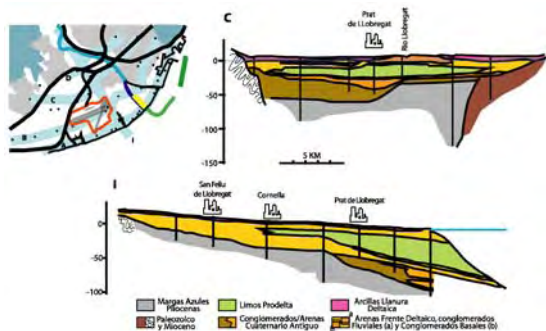 C
Prat
de LLobregat
Rio Llobregat
D
C
B
I
0
-50
-100
-150
5 KM
I
San Feliu
de Llobregat
Cornella
Prat de Llobregat
0
-50
-100
Margas Azules
Pliocenas
Limos Prodelta
Arcillas Llanura
Deltaica
Paleozoico
y Mioceno
Conglomerados/Arenas
Cuaternario Antiguo
a
b
Arenas Frente Deltaico, conglomerados
Fluviales (a) y Conglomerados Basales (b)